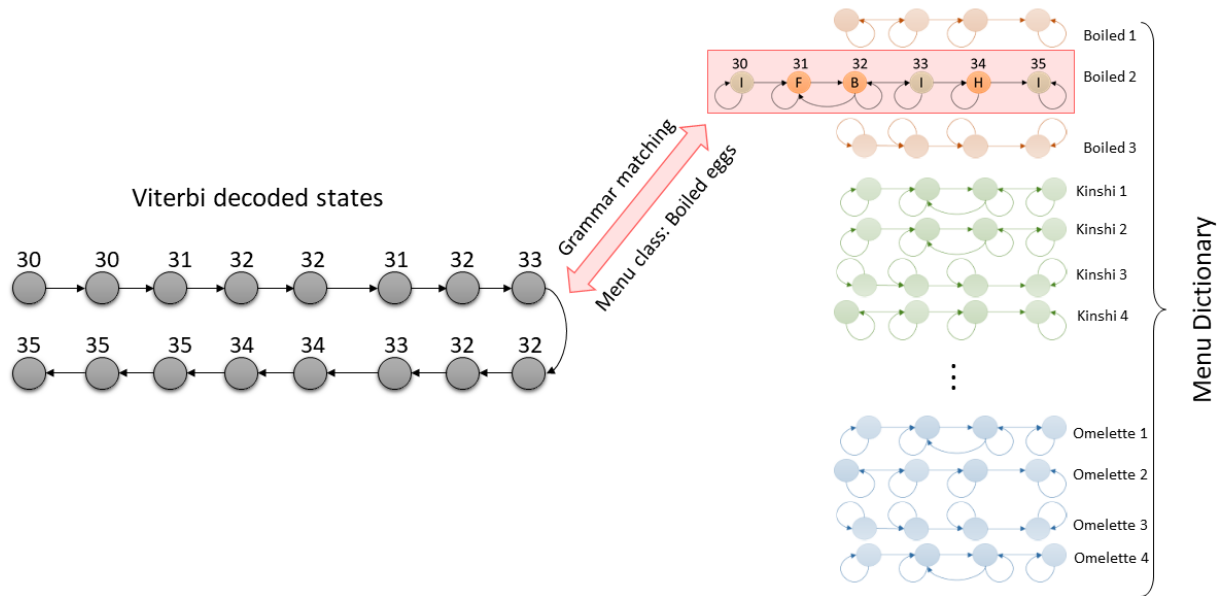 Viterbi decoded states
30 30 31 32 32 31 32 33
35 35 35 34 34 33 32 32
Grammar matching
Menu class: Boiled eggs
Boiled 1
30 31 32 33 34 35
I F B I H I
Boiled 2
Boiled 3
Kinshi 1
Kinshi 2
Kinshi 3
Kinshi 4
⋮
Omelette 1
Omelette 2
Omelette 3
Omelette 4
Menu Dictionary